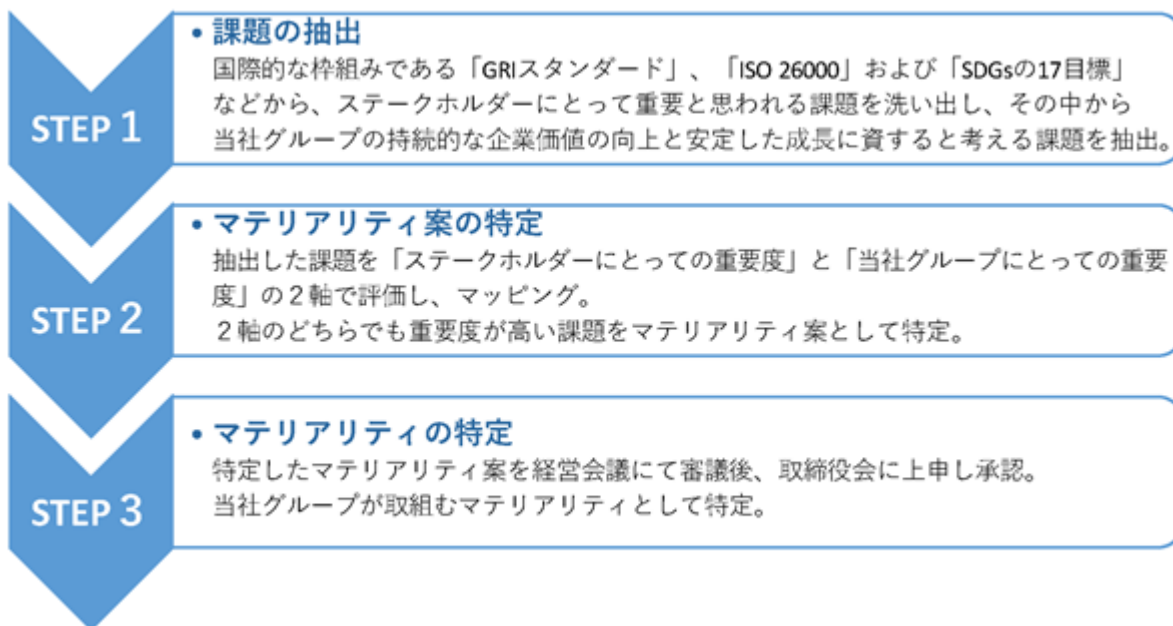 STEP 1
• 課題の抽出
国際的な枠組みである「GRIスタンダード」、「ISO 26000」および「SDGsの17目標」
などから、ステークホルダーにとって重要と思われる課題を洗い出し、その中から
当社グループの持続的な企業価値の向上と安定した成長に資すると考える課題を抽出。
STEP 2
• マテリアリティ案の特定
抽出した課題を「ステークホルダーにとっての重要度」と「当社グループにとっての重要
度」の２軸で評価し、マッピング。
２軸のどちらでも重要度が高い課題をマテリアリティ案として特定。
STEP 3
• マテリアリティの特定
特定したマテリアリティ案を経営会議にて審議後、取締役会に上申し承認。
当社グループが取組むマテリアリティとして特定。